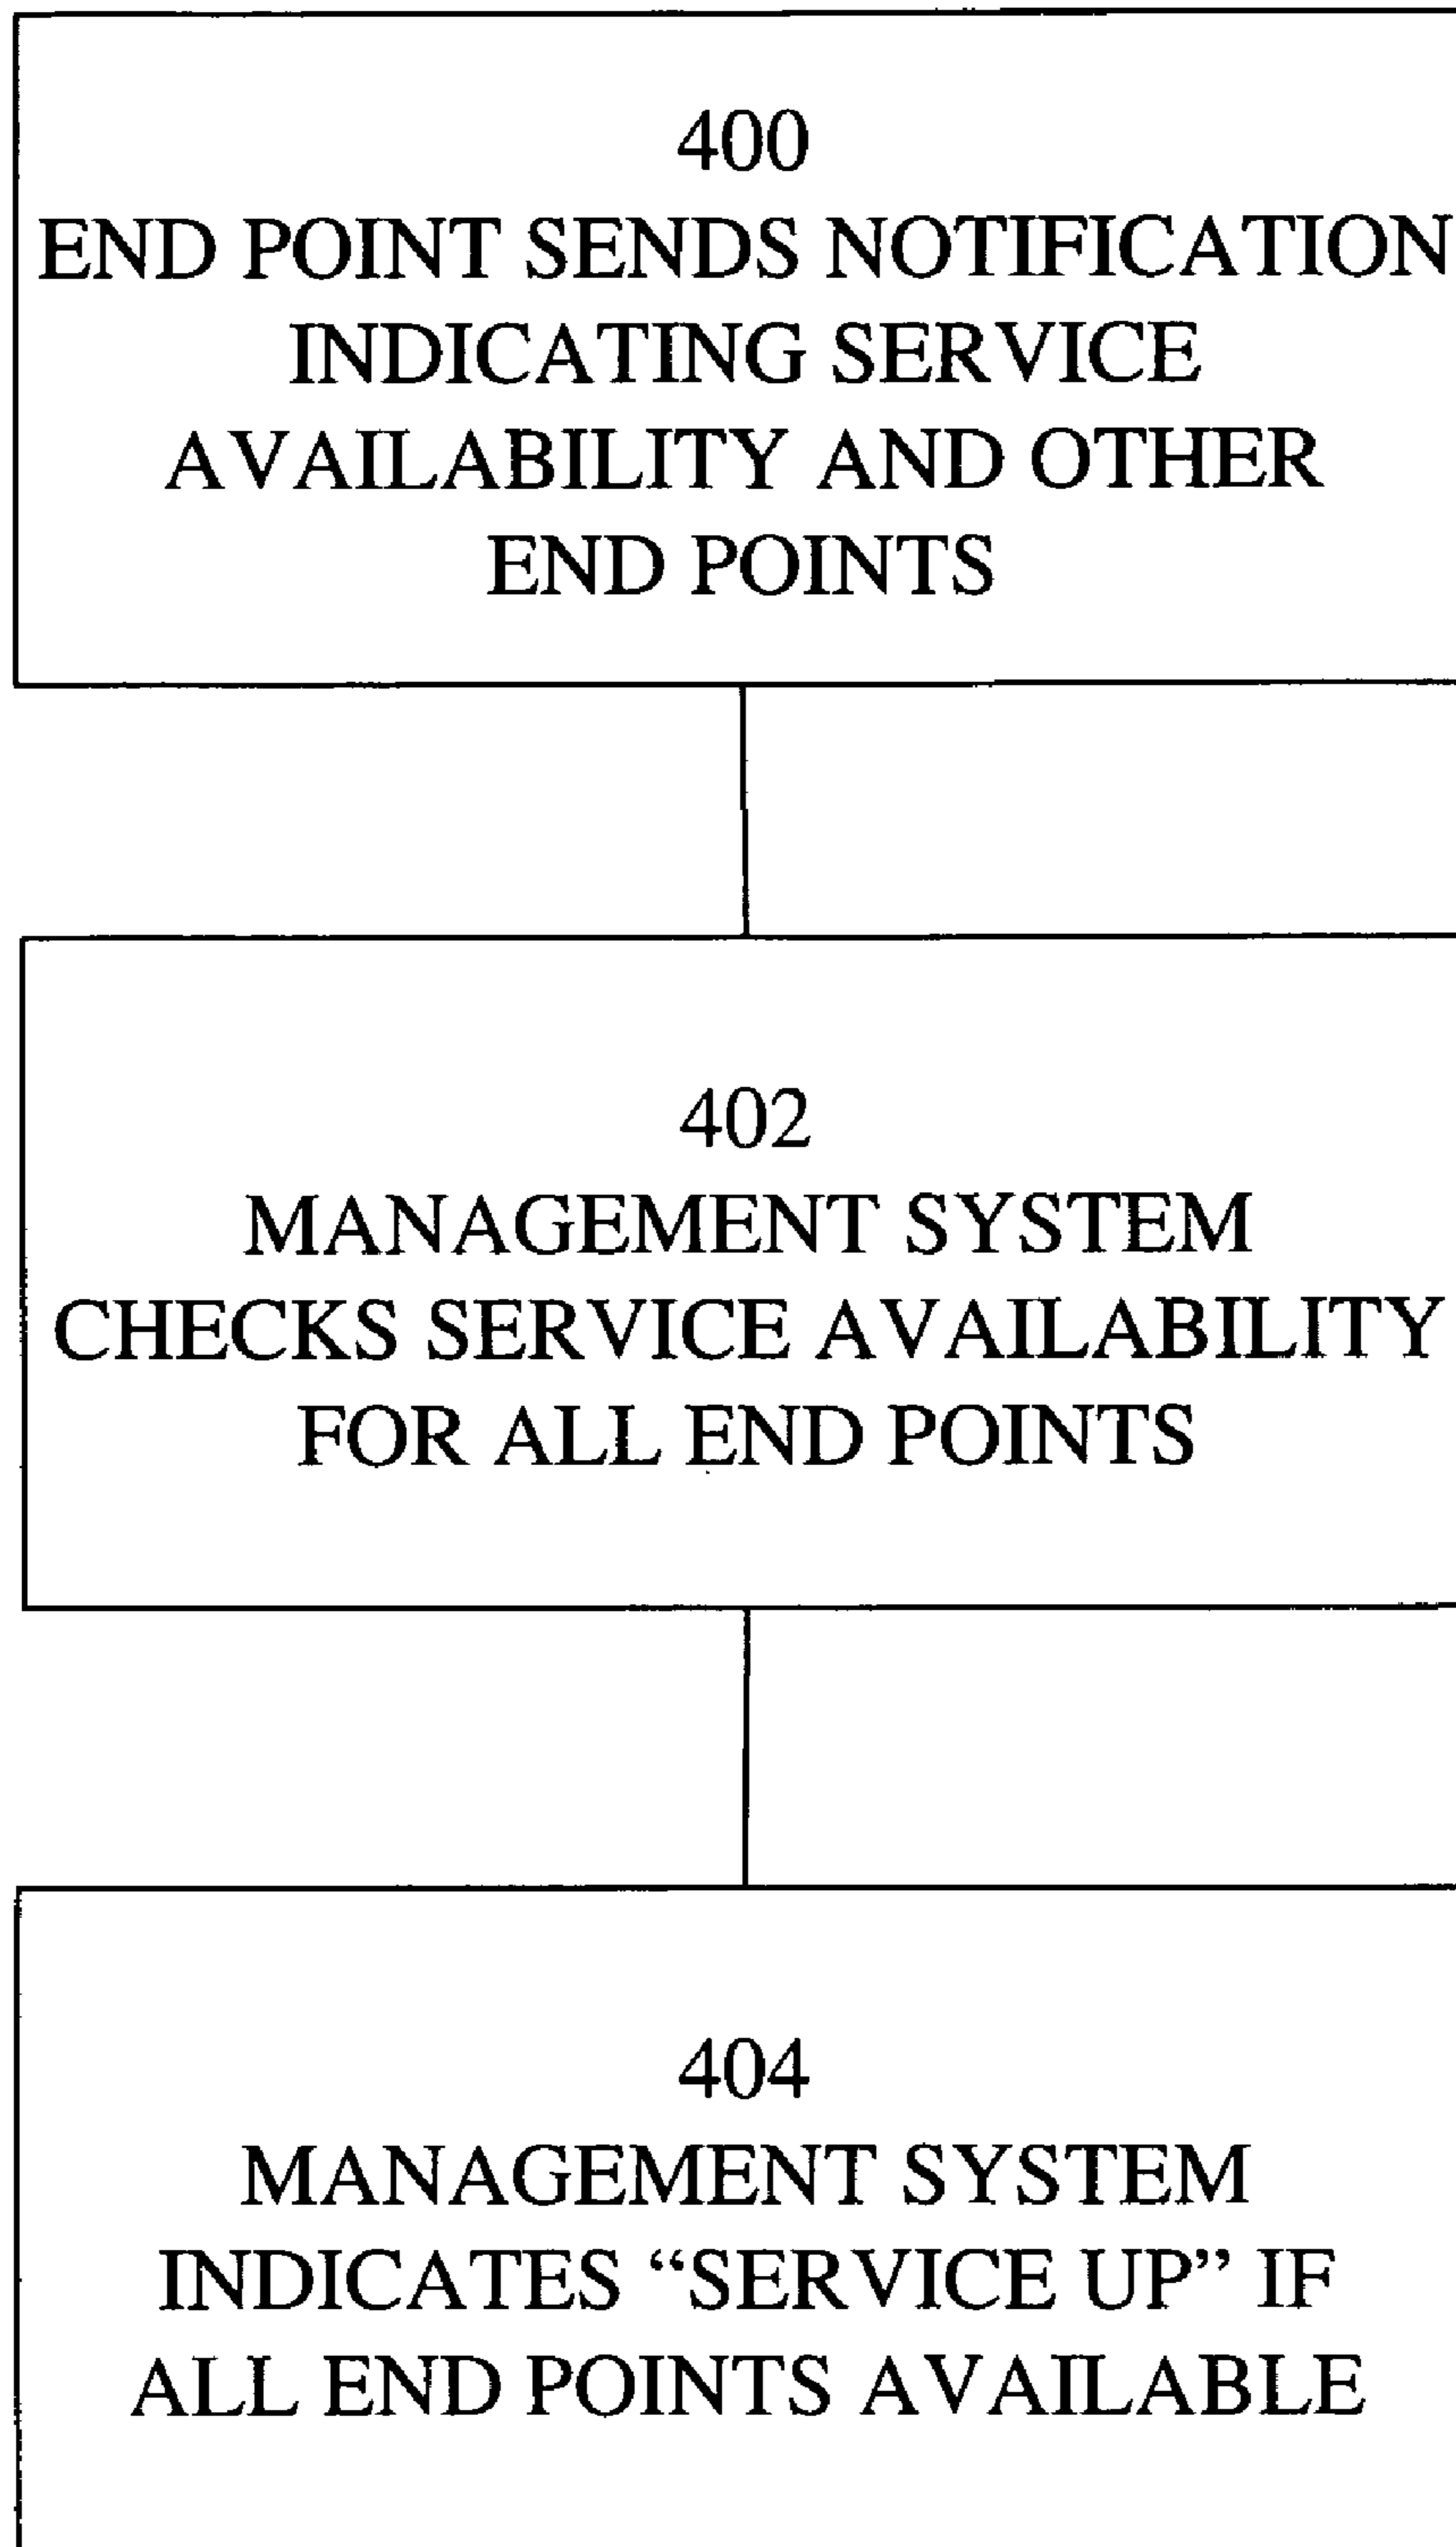 400
END POINT SENDS NOTIFICATION
INDICATING SERVICE
AVAILABILITY AND OTHER
END POINTS
402
MANAGEMENT SYSTEM
CHECKS SERVICE AVAILABILITY
FOR ALL END POINTS
404
MANAGEMENT SYSTEM
INDICATES “SERVICE UP” IF
ALL END POINTS AVAILABLE